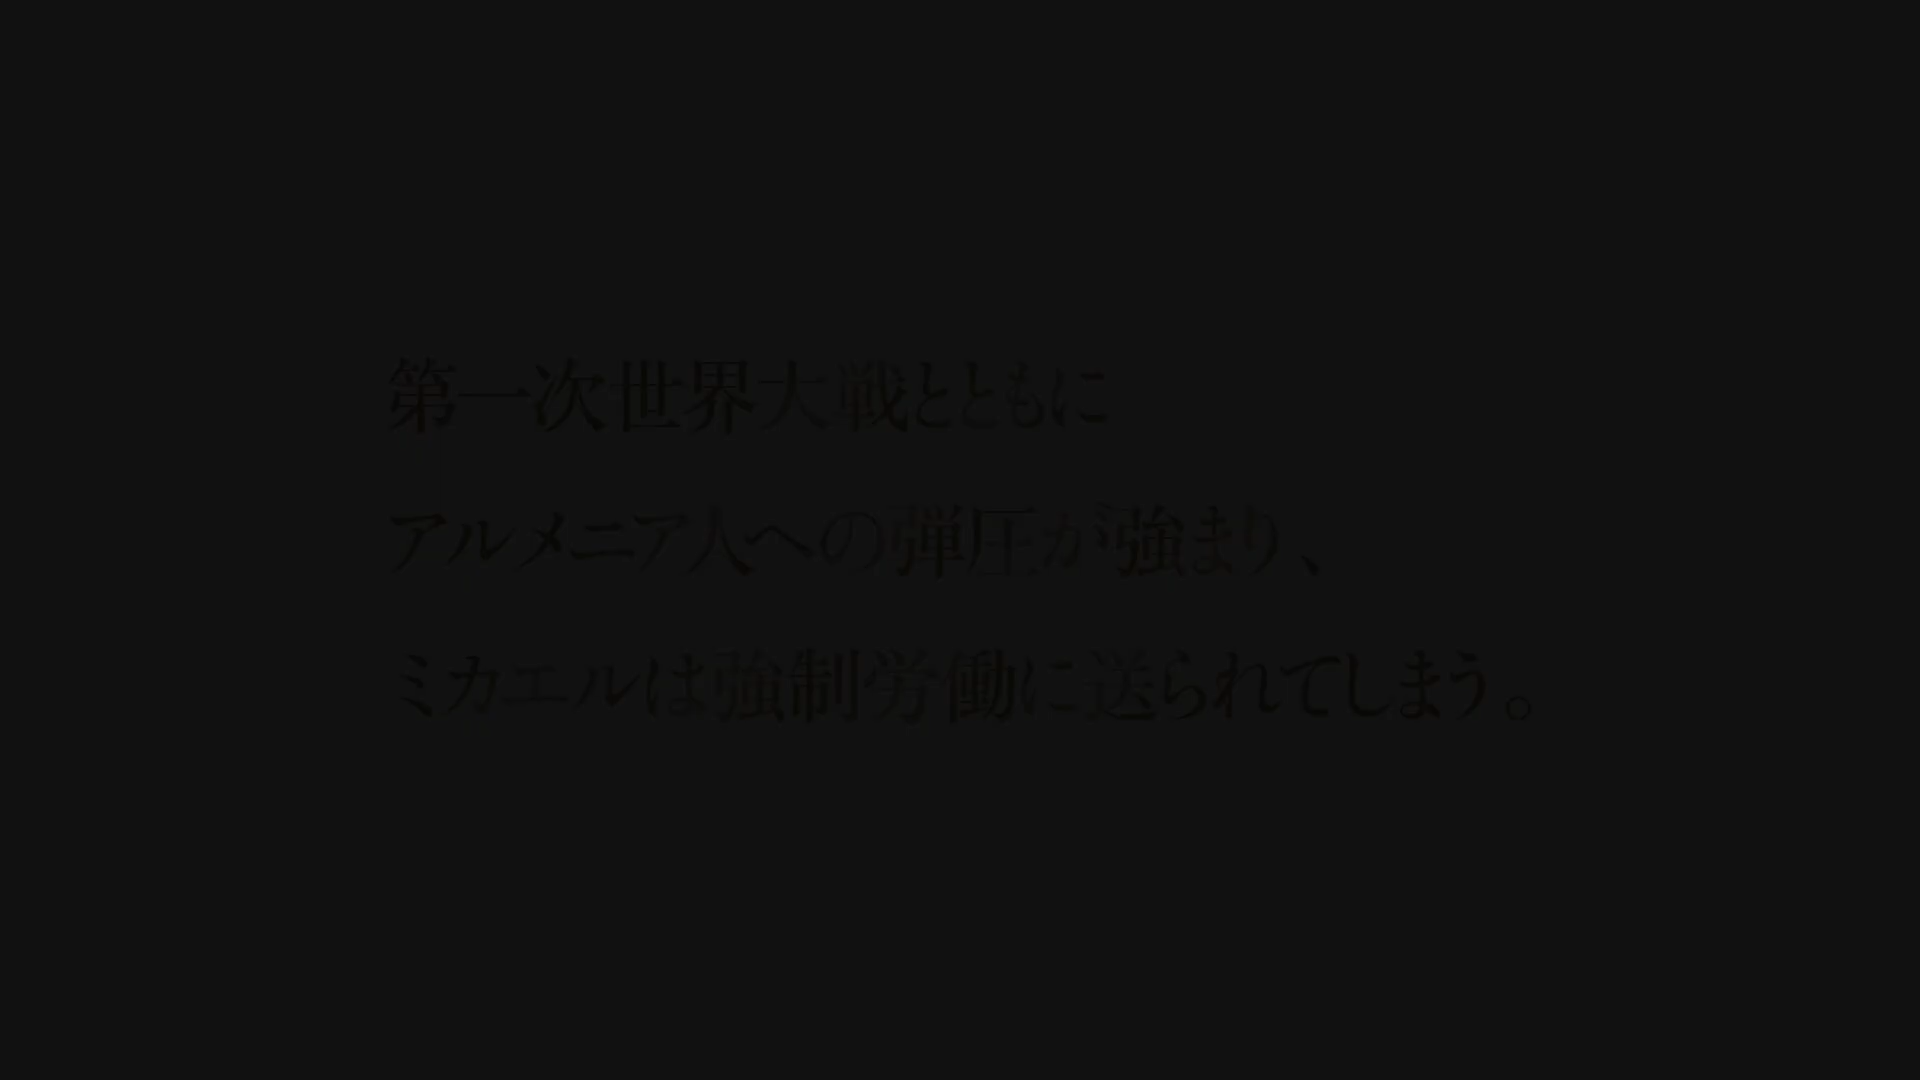 第一次世界大戦とともに
アルメニア人への弾圧が強まり、
ミカエルは強制労働に送られてしまう。